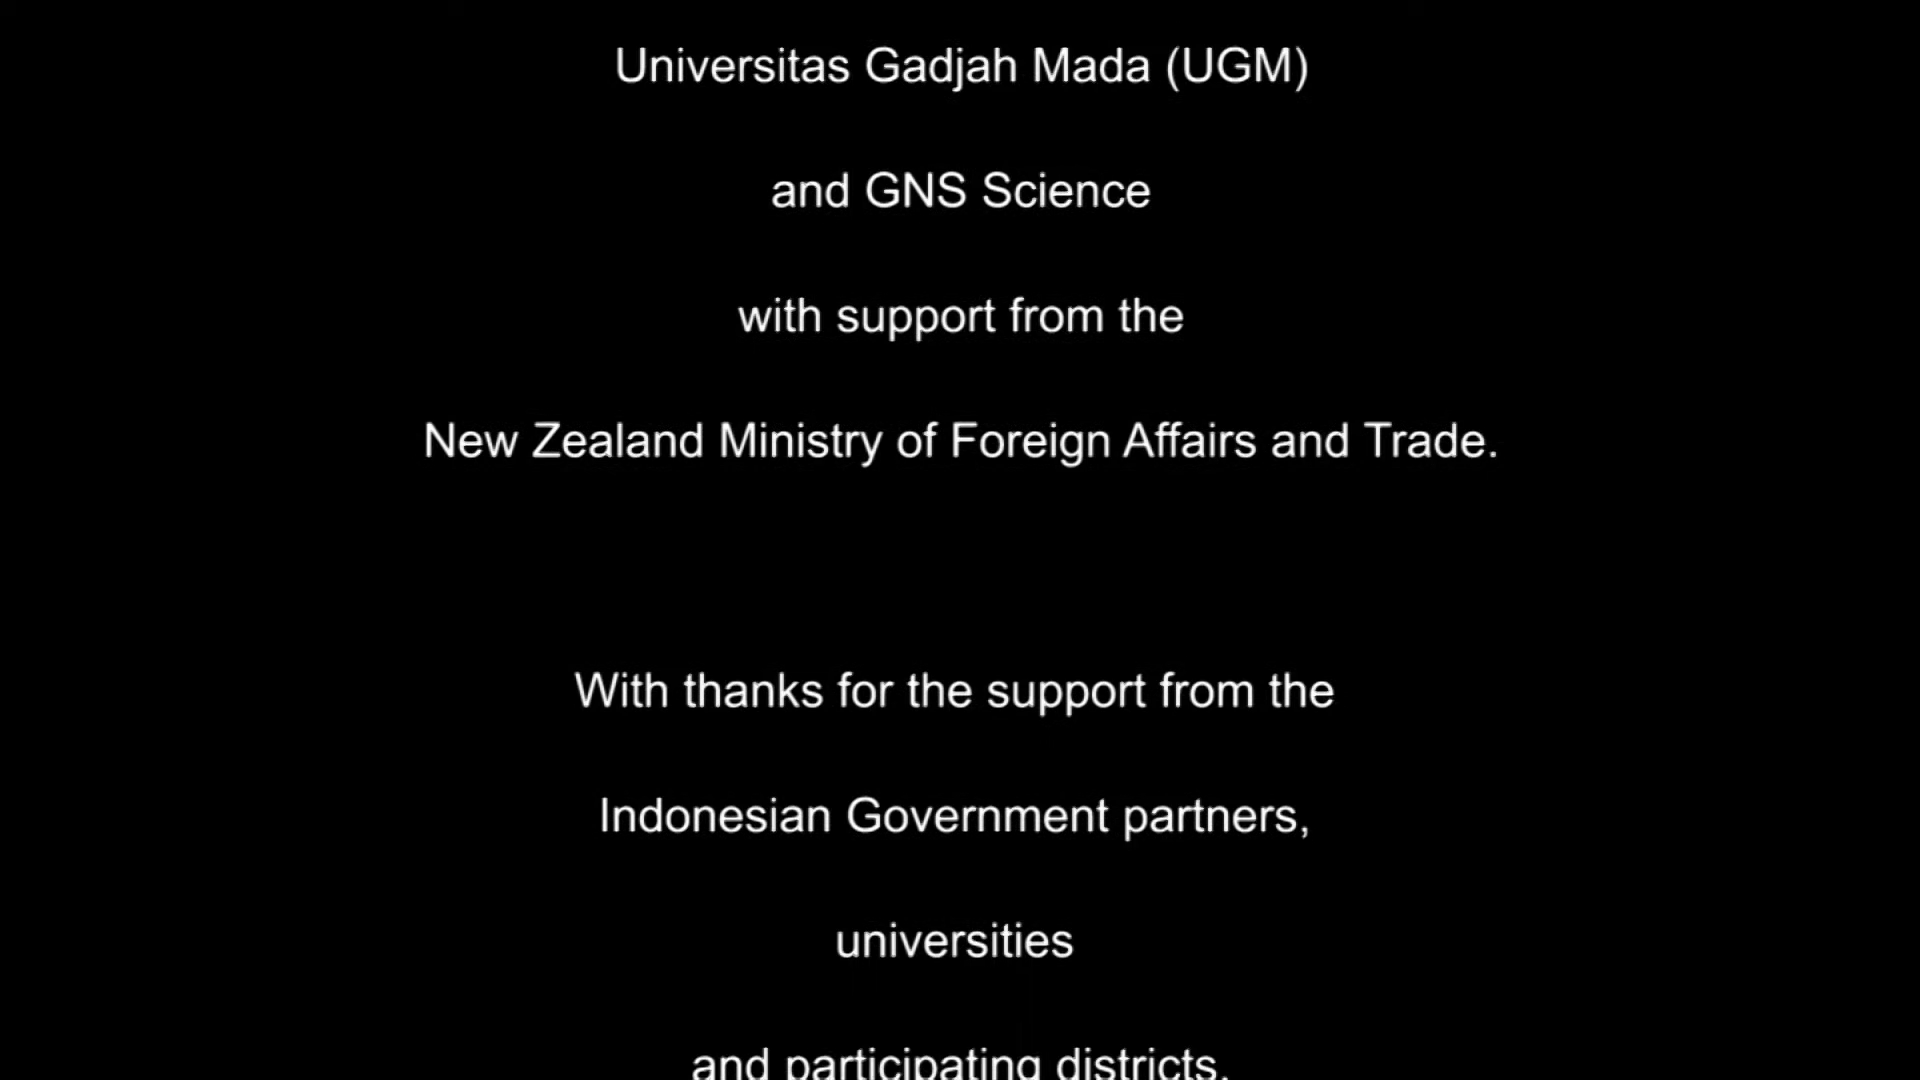 Universitas Gadjah Mada (UGM)
and GNS Science
with support from the
New Zealand Ministry of Foreign Affairs and Trade.
With thanks for the support from the
Indonesian Government partners,
universities
and participating districts.